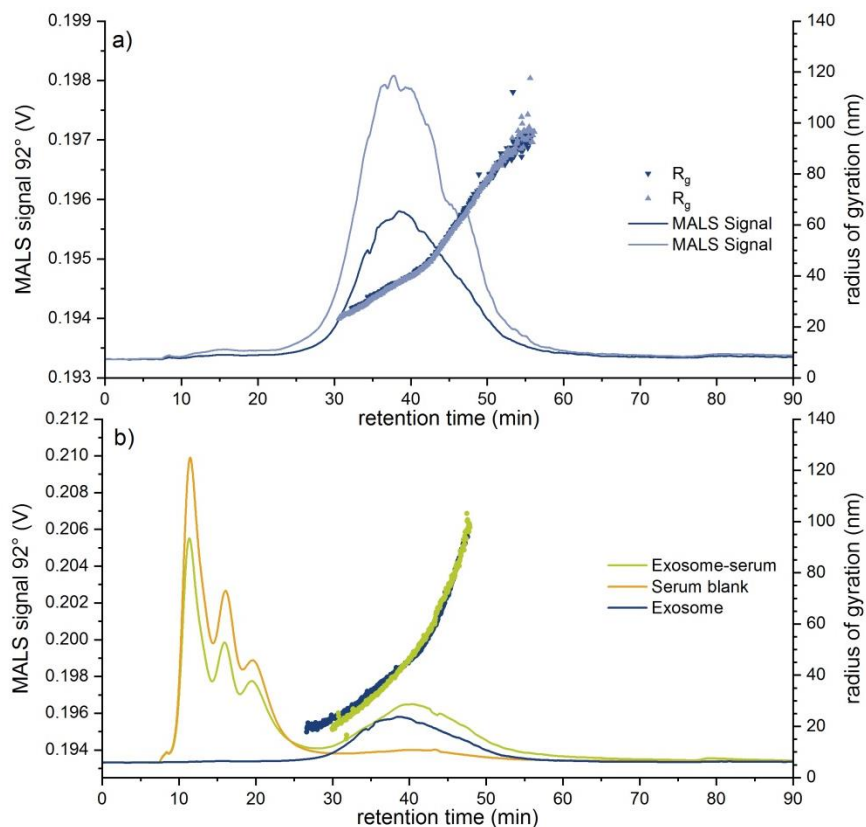 a)
MALS signal 92° (V)
0.199
0.198
0.197
0.196
0.195
0.194
0.193
140
120
100
80
60
40
20
0
radius of gyration (nm)
Rg
Rg
MALS Signal
MALS Signal
0 10 20 30 40 50 60 70 80 90
retention time (min)
b)
MALS signal 92° (V)
0.212
0.210
0.208
0.206
0.204
0.202
0.200
0.198
0.196
0.194
140
120
100
80
60
40
20
0
radius of gyration (nm)
Exosome-serum
Serum blank
Exosome
0 10 20 30 40 50 60 70 80 90
retention time (min)